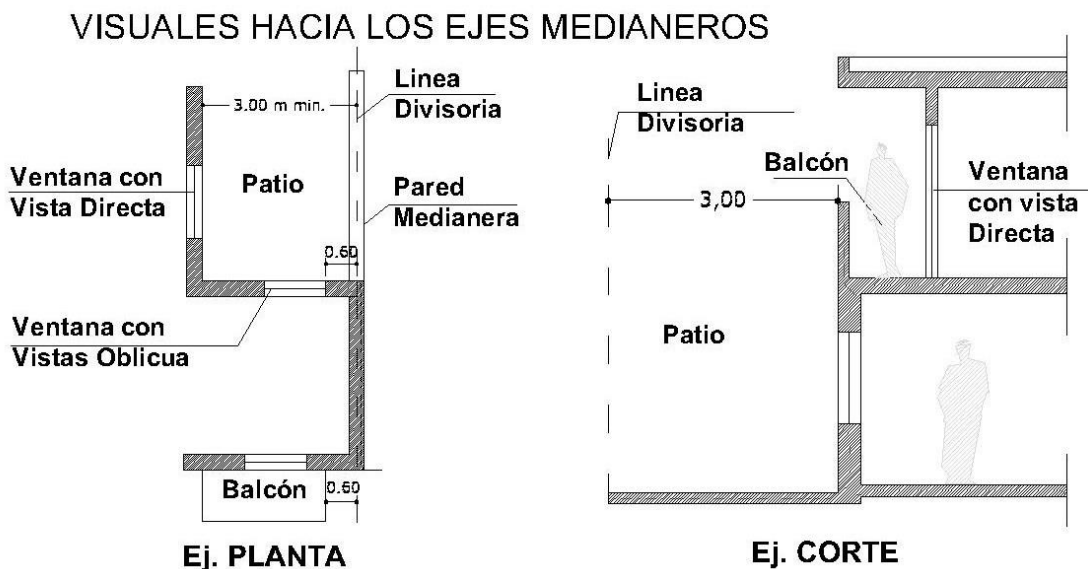 VISUALES HACIA LOS EJES MEDIANEROS
3.00 m min.
Linea
Divisoria
Ventana con
Vista Directa
Patio
Pared
Medianera
0.60
Ventana con
Vistas Oblicua
Balcón
0.60
Ej. PLANTA
Linea
Divisoria
Balcón
3,00
Ventana
con vista
Directa
Patio
Ej. CORTE